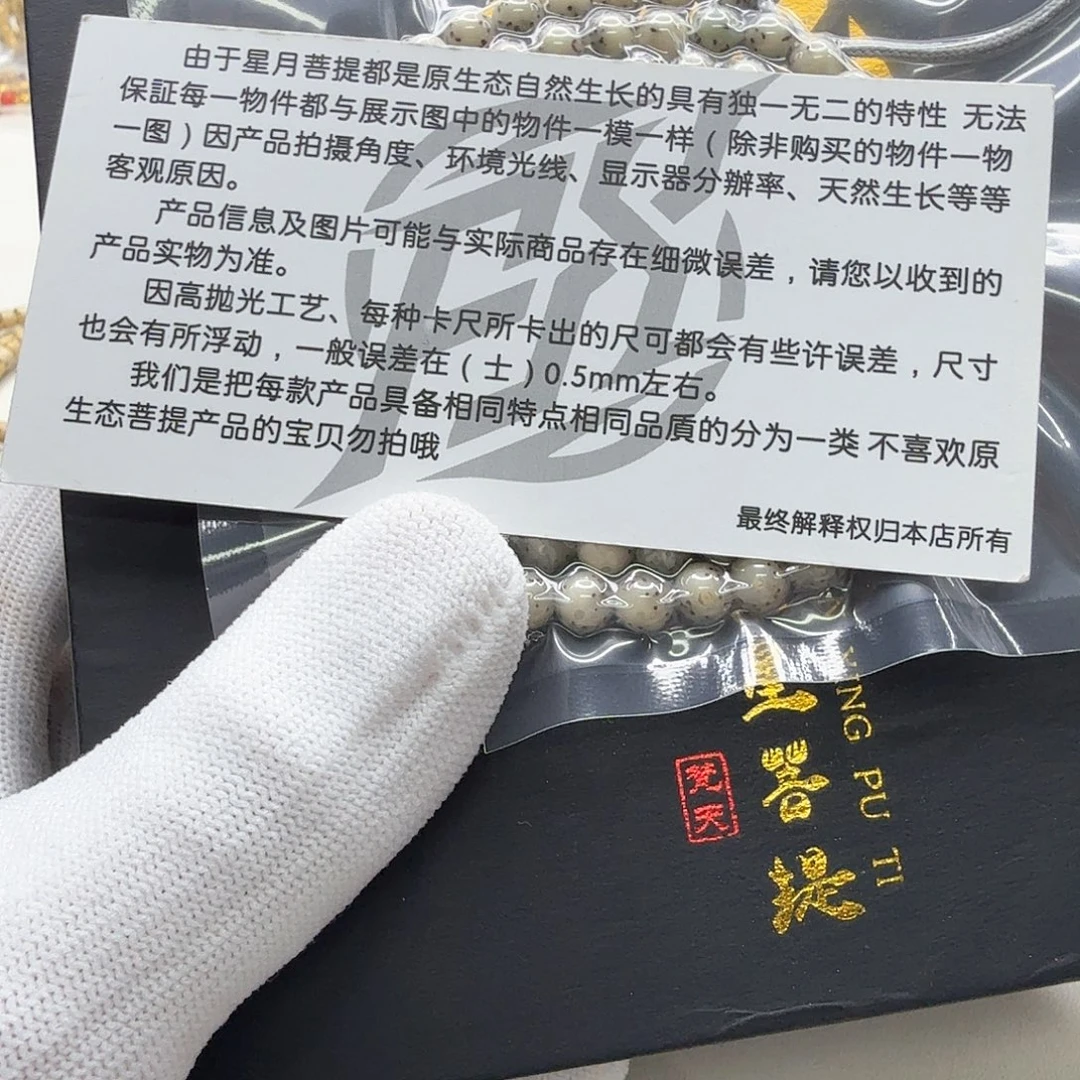 由于星月菩提都是原生态自然生长的具有独一无二的特性 无法
保証每一物件都与展示图中的物件一模一样（除非购买的物件一物
一图）因产品拍摄角度、环境光线、显示器分辦率、天然生长等等
客观原因。
产品信息及图片可能与实际商品存在细微误差，请您以收到的
产品实物为准。
因高抛光工艺、每种卡尺所卡出的尺可都会有些许误差，尺寸
也会有所浮动，一般误差在（士）0.5mm左右。
我们是把每款产品具备相同特点相同品質的分为一类 不喜欢原
生态菩提产品的宝贝勿拍哦
最终解释权归本店所有
星菩提
XING PU TI
梵天